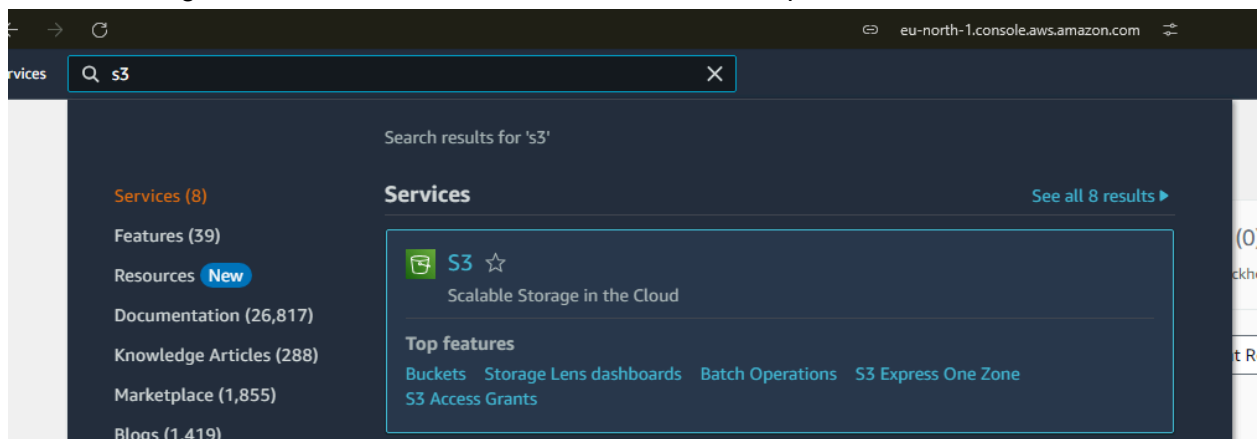 eu-north-1.console.aws.amazon.com
rvices
s3
Search results for 's3'
Services (8)
Features (39)
Resources New
Documentation (26,817)
Knowledge Articles (288)
Marketplace (1,855)
Blogs (1,419)
Services
See all 8 results
S3
Scalable Storage in the Cloud
Top features
Buckets Storage Lens dashboards Batch Operations S3 Express One Zone
S3 Access Grants
(0)
t R